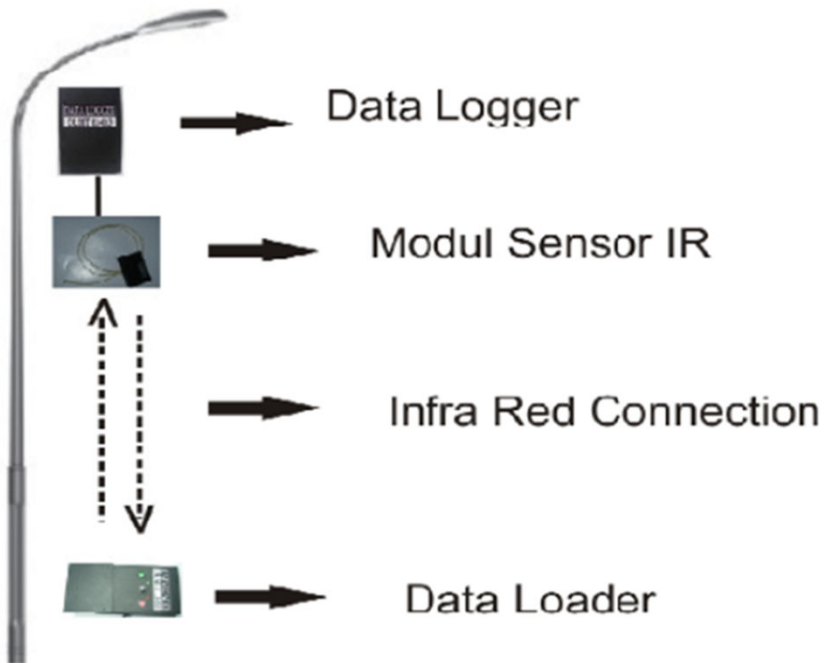 Data Logger
Modul Sensor IR
Infra Red Connection
Data Loader